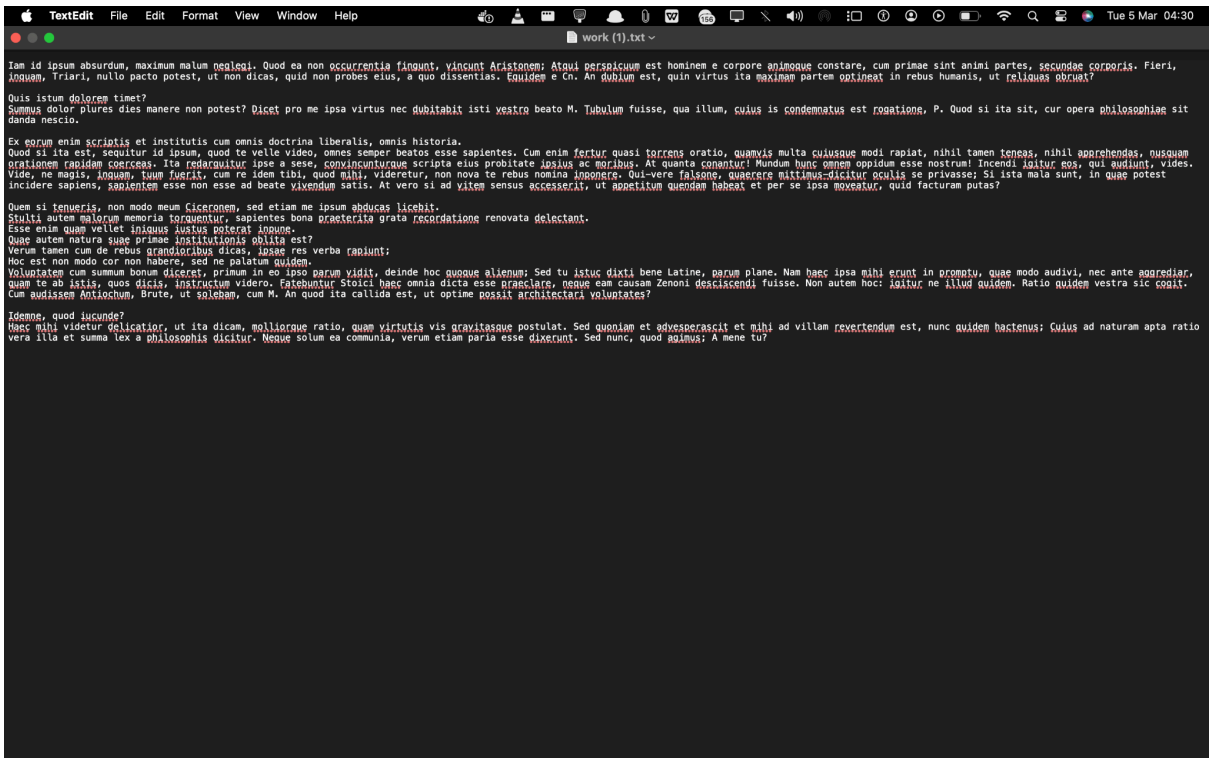 TextEdit File Edit Format View Window Help 156 Tue 5 Mar 04:30
work (1).txt
Iam id ipsum absurdum, maximum malum neglegi. Quod ea non occurrentia fingunt, vincunt Aristonem; Atqui perspicuum est hominem e corpore animoque constare, cum primae sint animi partes, secundae corporis. Fieri,
inquam, Triari, nullo pacto potest, ut non dicas, quid non probes eius, a quo dissentias. Equidem e Cn. An dubium est, quin virtus ita maximam partem optineat in rebus humanis, ut reliquas obruat?
Quis istum dolorem timet?
Summus dolor plures dies manere non potest? Dicet pro me ipsa virtus nec dubitabit isti vestro beato M. Tubulum fuisse, qua illum, cuius is condemnatus est rogatione, P. Quod si ita sit, cur opera philosophiae sit
danda nescio.
Ex eorum enim scriptis et institutis cum omnis doctrina liberalis, omnis historia.
Quod si ita est, sequitur id ipsum, quod te velle video, omnes semper beatos esse sapientes. Cum enim fertur quasi torrens oratio, quamvis multa cuiusque modi rapiat, nihil tamen teneas, nihil apprehendas, nusquam
orationem rapidam coerceas. Ita redarguitur ipse a sese, convincunturque scripta eius probitate ipsius ac moribus. At quanta conantur! Mundum hunc omnem oppidum esse nostrum! Incendi igitur eos, qui audiunt, vides.
Vide, ne magis, inquam, tuum fuerit, cum re idem tibi, quod mihi, videretur, non nova te rebus nomina inponere. Qui-vere falsone, quaerere mittimus-dicitur oculis se privasse; Si ista mala sunt, in quae potest
incidere sapiens, sapientem esse non esse ad beate vivendum satis. At vero si ad vitem sensus accesserit, ut appetitum quendam habeat et per se ipsa moveatur, quid facturam putas?
Quem si tenueris, non modo meum Ciceronem, sed etiam me ipsum abducas licebit.
Stulti autem malorum memoria torquentur, sapientes bona praeterita grata recordatione renovata delectant.
Esse enim quam vellet iniquus iustus poterat inpune.
Quae autem natura suae primae institutionis oblita est?
Verum tamen cum de rebus grandioribus dicas, ipsae res verba rapiunt;
Hoc est non modo cor non habere, sed ne palatum quidem.
Voluptatem cum summum bonum diceret, primum in eo ipso parum vidit, deinde hoc quoque alienum; Sed tu istuc dixti bene Latine, parum plane. Nam haec ipsa mihi erunt in promptu, quae modo audivi, nec ante aggrediar,
quam te ab istis, quos dicis, instructum videro. Fatebuntur Stoici haec omnia dicta esse praeclare, neque eam causam Zenoni desciscendi fuisse. Non autem hoc: igitur ne illud quidem. Ratio quidem vestra sic cogit.
Cum audissem Antiochum, Brute, ut solebam, cum M. An quod ita callida est, ut optime possit architectari voluptates?
Idemne, quod iucunde?
Haec mihi videtur delicatior, ut ita dicam, molliorque ratio, quam virtutis vis gravitasque postulat. Sed quoniam et advesperascit et mihi ad villam revertendum est, nunc quidem hactenus; Cuius ad naturam apta ratio
vera illa et summa lex a philosophis dicitur. Neque solum ea communia, verum etiam paria esse dixerunt. Sed nunc, quod agimus; A mene tu?